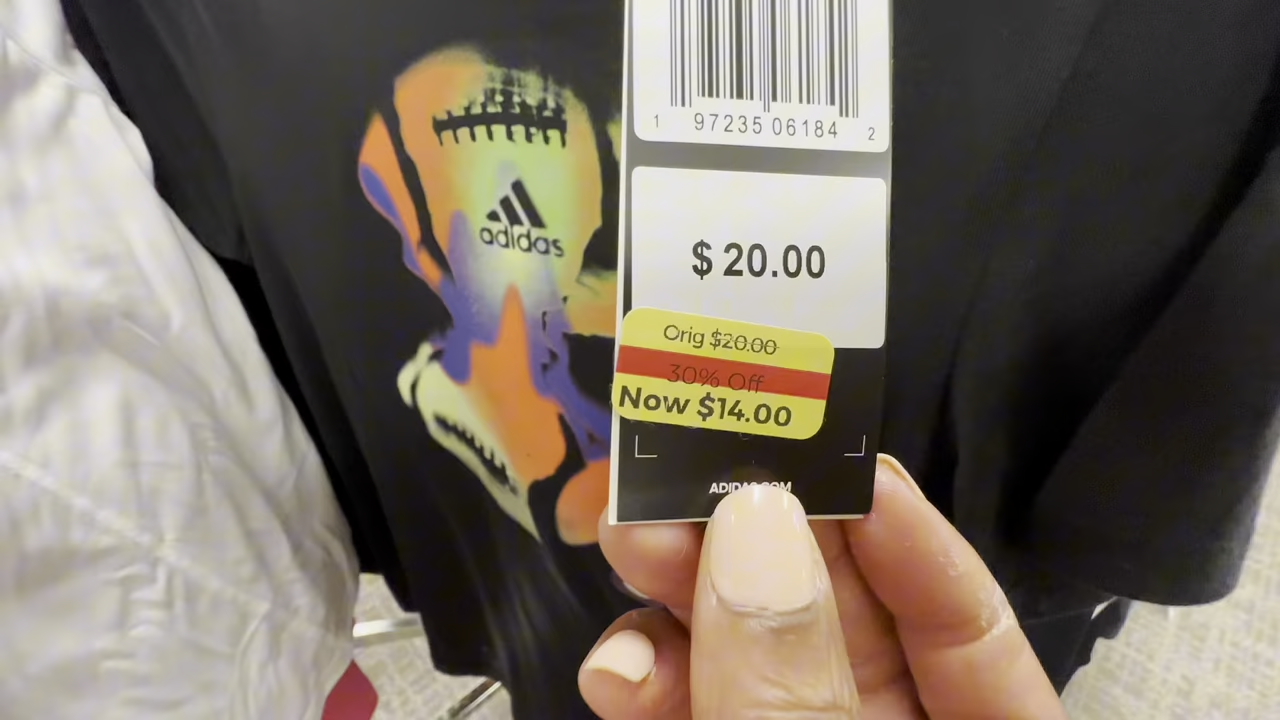 adidas
1 97235 06184 2
$ 20.00
Orig $20.00
30% Off
Now $14.00
ADIDAS.COM